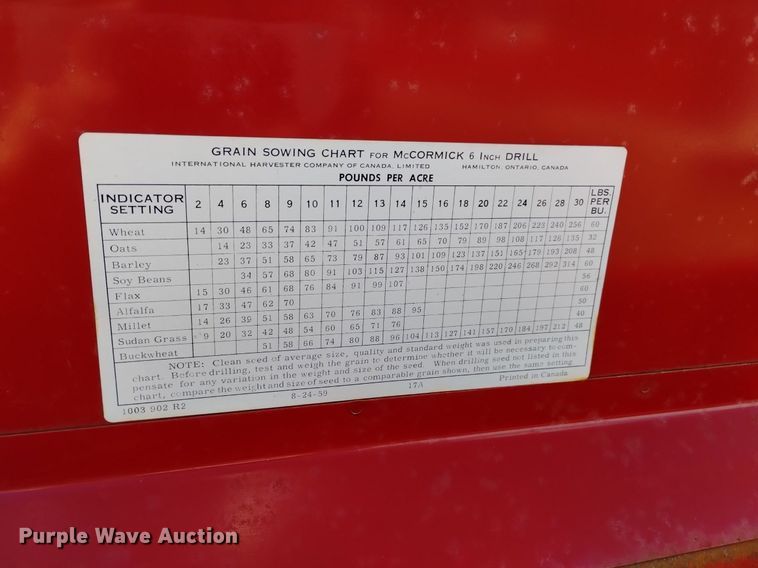 GRAIN SOWING CHART FOR McCORMICK 6 INCH DRILL
INTERNATIONAL HARVESTER COMPANY OF CANADA, LIMITED HAMILTON, ONTARIO, CANADA
POUNDS PER ACRE
INDICATOR SETTING 2 4 6 8 9 10 11 12 13 14 15 16 18 20 22 24 26 28 30 LBS. PER BU.
Wheat 14 30 48 65 74 83 91 100 109 117 126 135 152 170 187 206 223 240 256 60
Oats 14 23 33 37 42 47 51 57 61 65 70 79 89 98 108 117 126 135 32
Barley 23 37 51 58 65 73 79 87 93 101 109 123 137 151 165 179 193 208 48
Soy Beans 34 57 68 80 91 103 115 127 138 150 174 198 220 246 268 292 314 60
Flax 15 30 46 61 68 76 84 91 99 107 56
Alfalfa 17 33 47 62 70 60
Millet 14 26 39 51 58 63 70 76 83 88 95 50
Sudan Grass 9 20 32 42 48 54 60 65 71 76 40
Buckwheat 51 58 66 74 80 88 96 104 113 127 141 157 170 184 197 212 48
NOTE: Clean seed of average size, quality and standard weight was used in preparing this
chart. Before drilling, test and weigh the grain to determine whether it will be necessary to com-
pensate for any variation in the weight and size of the seed. When drilling seed not listed in this
chart, compare the weight and size of seed to a comparable grain shown, then use the same setting
1003 902 R2 8-24-59 17A Printed in Canada
Purple Wave Auction